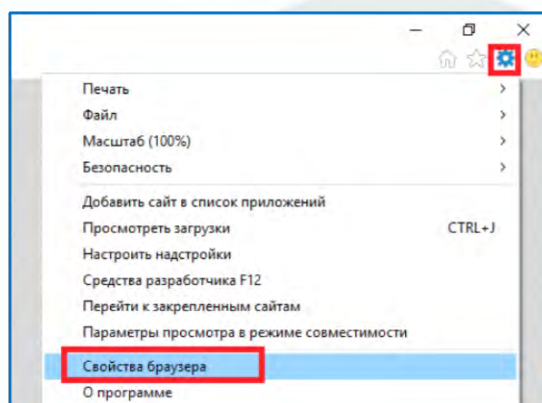 Печать
Файл
Масштаб (100%)
Безопасность
Добавить сайт в список приложений
Просмотреть загрузки CTRL+J
Настроить надстройки
Средства разработчика F12
Перейти к закрепленным сайтам
Параметры просмотра в режиме совместимости
Свойства браузера
О программе